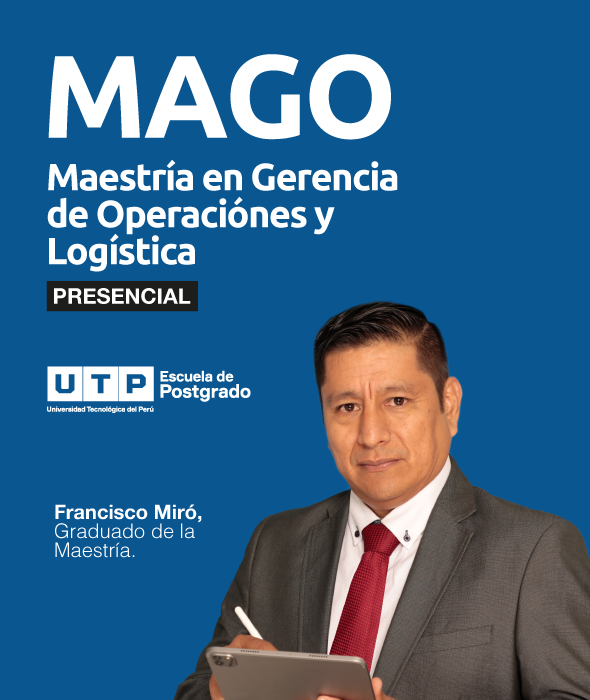 MAGO
Maestría en Gerencia
de Operaciónes y
Logística
PRESENCIAL
UTP
Universidad Tecnológica del Perú
Escuela de
Postgrado
Francisco Miró,
Graduado de la
Maestría.